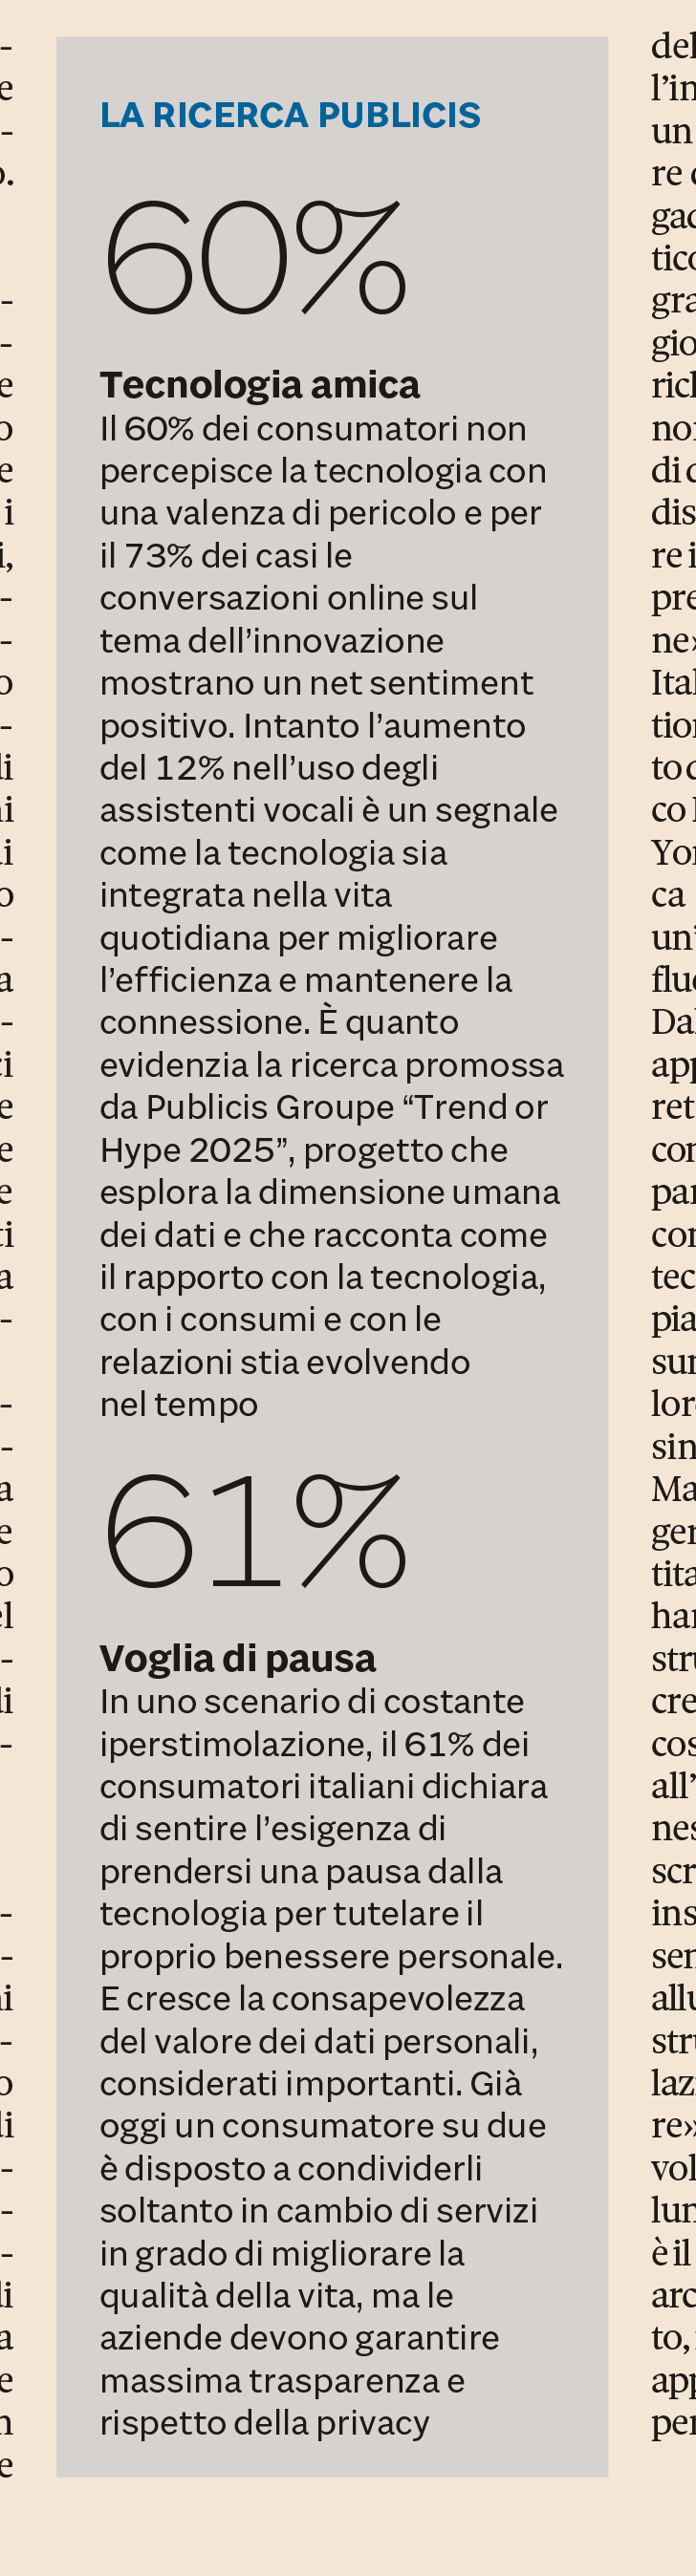 LA RICERCA PUBLICIS
60%
Tecnologia amica
Il 60% dei consumatori non
percepisce la tecnologia con
una valenza di pericolo e per
il 73% dei casi le
conversazioni online sul
tema dell’innovazione
mostrano un net sentiment
positivo. Intanto l’aumento
del 12% nell’uso degli
assistenti vocali è un segnale
come la tecnologia sia
integrata nella vita
quotidiana per migliorare
l’efficienza e mantenere la
connessione. È quanto
evidenzia la ricerca promossa
da Publicis Groupe “Trend or
Hype 2025”, progetto che
esplora la dimensione umana
dei dati e che racconta come
il rapporto con la tecnologia,
con i consumi e con le
relazioni stia evolvendo
nel tempo
61%
Voglia di pausa
In uno scenario di costante
iperstimolazione, il 61% dei
consumatori italiani dichiara
di sentire l’esigenza di
prendersi una pausa dalla
tecnologia per tutelare il
proprio benessere personale.
E cresce la consapevolezza
del valore dei dati personali,
considerati importanti. Già
oggi un consumatore su due
è disposto a condividerli
soltanto in cambio di servizi
in grado di migliorare la
qualità della vita, ma le
aziende devono garantire
massima trasparenza e
rispetto della privacy